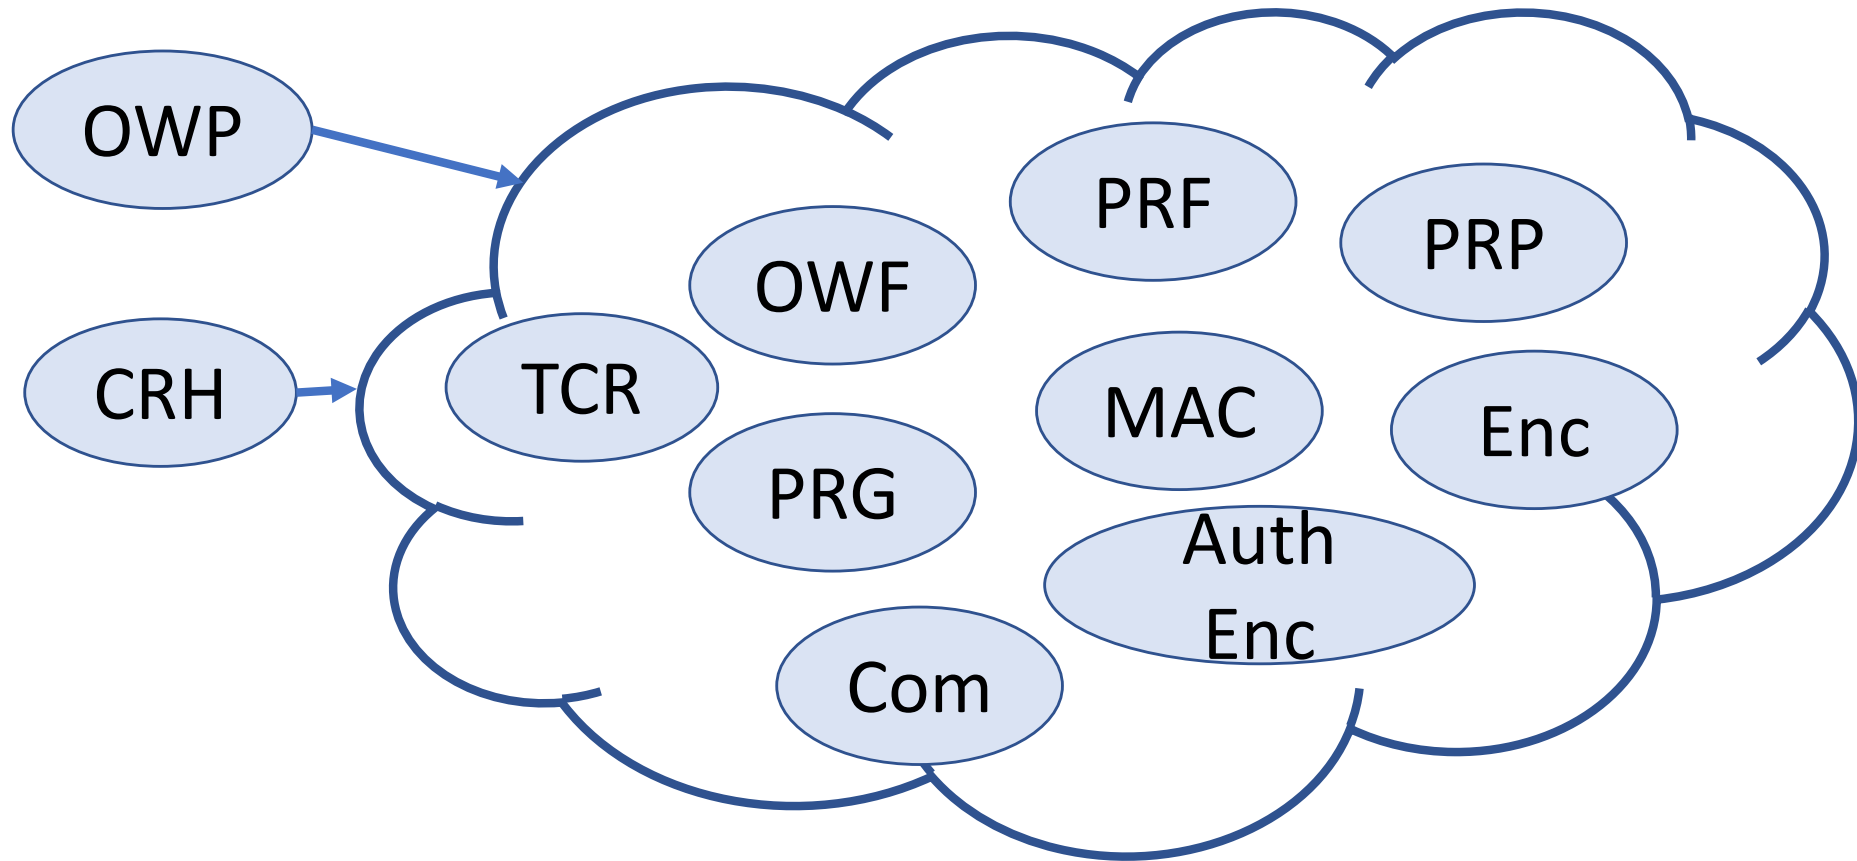 OWP
PRF
PRP
OWF
CRH
TCR
MAC
Enc
PRG
Auth
Enc
Com